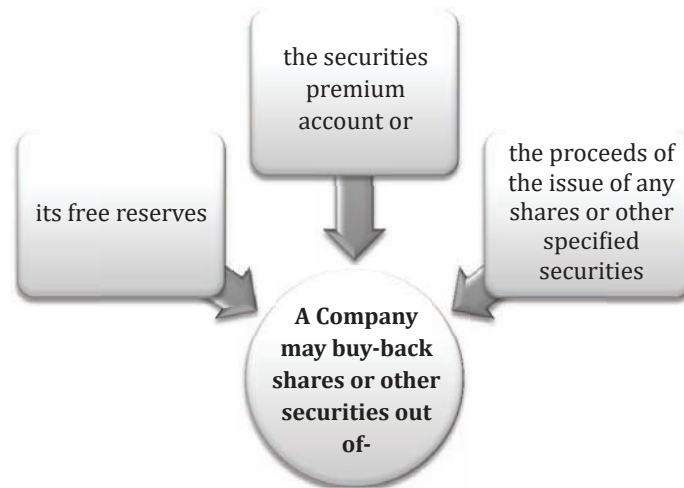 its free reserves
the securities
premium
account or
the proceeds of
the issue of any
shares or other
specified
securities
A Company
may buy-back
shares or other
securities out
of-